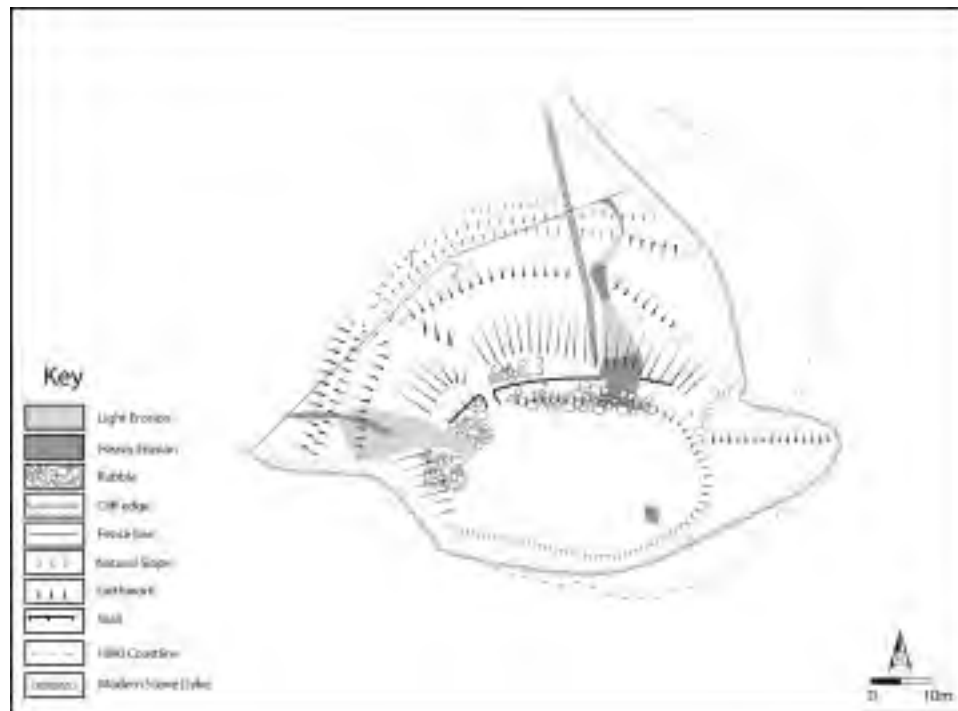 Key
Light Erosion
Heavy Erosion
Rubble
Cliff edge
Fence line
Natural Slope
Earthwork
Wall
Coastline
Modern Stone Dyke
0 10m